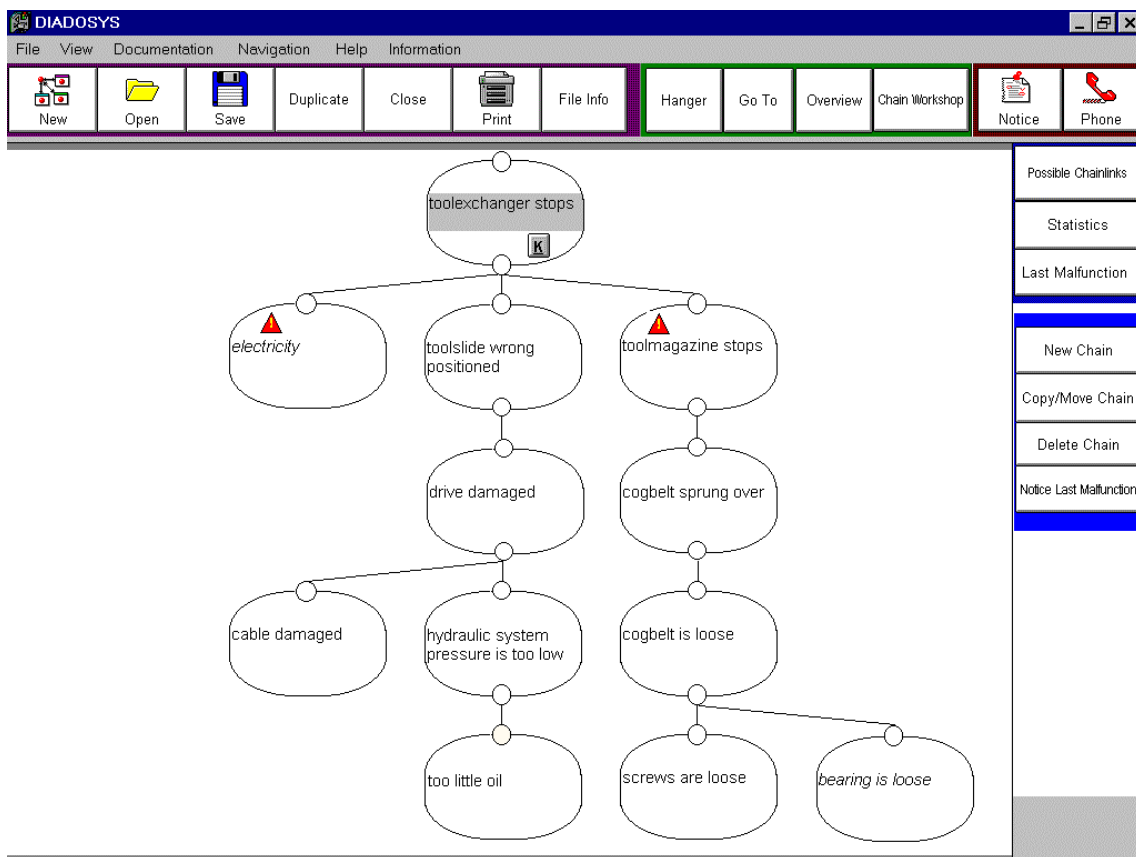 DIADOSYS
File View Documentation Navigation Help Information
New Open Save Duplicate Close Print File Info Hanger Go To Overview Chain Workshop Notice Phone
Possible Chainlinks
Statistics
Last Malfunction
New Chain
Copy/Move Chain
Delete Chain
Notice Last Malfunction
toolexchanger stops
K
electricity
toolslide wrong
positioned
toolmagazine stops
drive damaged
cogbelt sprung over
cable damaged
hydraulic system
pressure is too low
cogbelt is loose
too little oil
screws are loose
bearing is loose